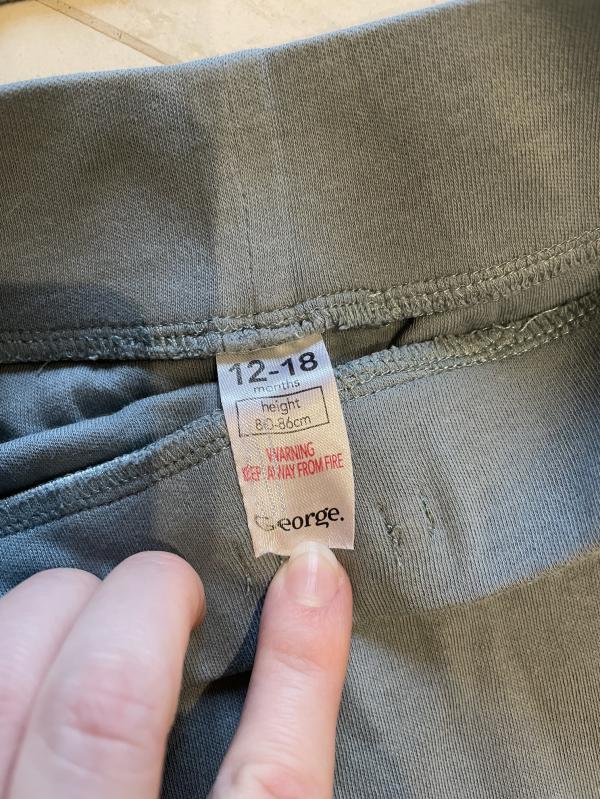 12-18
months
height
80-86cm
WARNING
KEEP AWAY FROM FIRE
George.